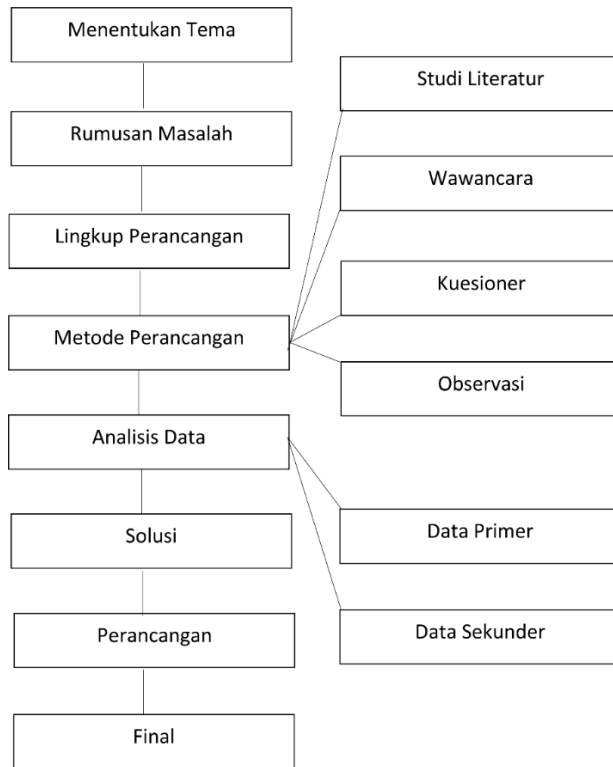 Menentukan Tema
Rumusan Masalah
Lingkup Perancangan
Metode Perancangan
Analisis Data
Solusi
Perancangan
Final
Studi Literatur
Wawancara
Kuesioner
Observasi
Data Primer
Data Sekunder